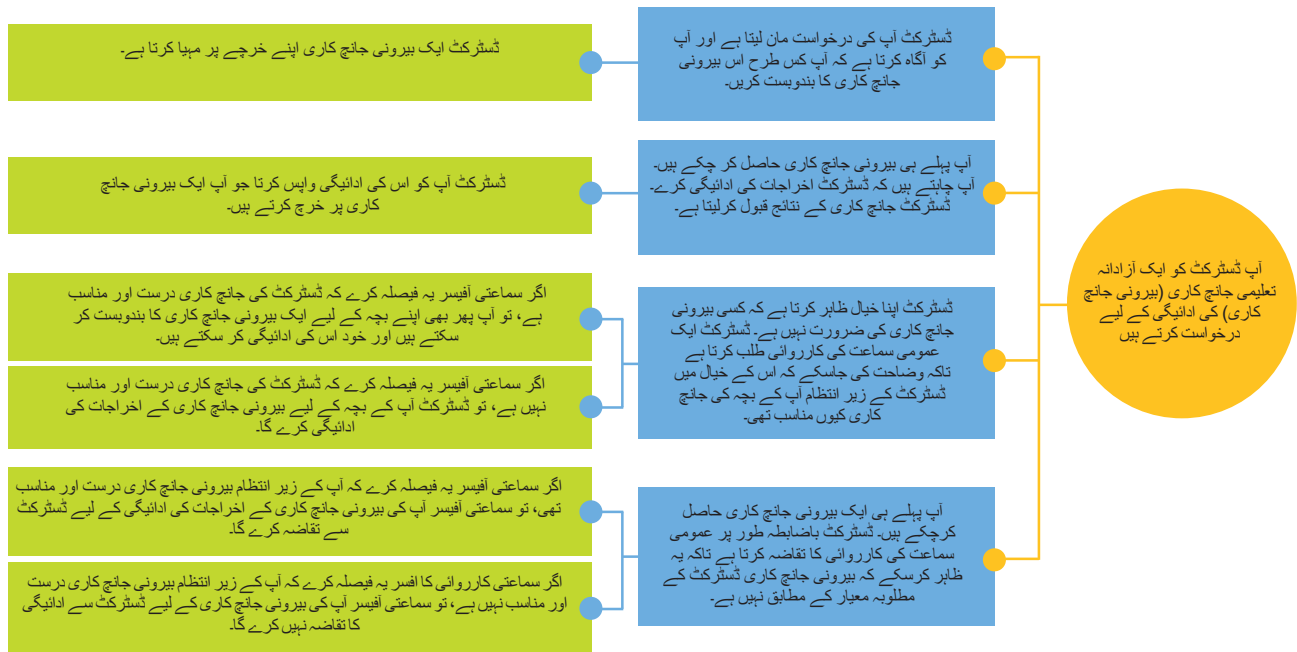 آپ ڈسٹرکٹ کو ایک آزادانہ
تعلیمی جانچ کاری (بیرونی جانچ
کاری) کی ادائیگی کے لیے
درخواست کرتے ہیں
ڈسٹرکٹ آپ کی درخواست مان لیتا ہے اور آپ
کو آگاہ کرتا ہے کہ آپ کس طرح اس بیرونی
جانچ کاری کا بندوبست کریں۔
ڈسٹرکٹ ایک بیرونی جانچ کاری اپنے خرچے پر مہیا کرتا ہے۔
آپ پہلے ہی بیرونی جانچ کاری حاصل کر چکے ہیں۔
آپ چاہتے ہیں کہ ڈسٹرکٹ اخراجات کی ادائیگی کرے۔
ڈسٹرکٹ جانچ کاری کے نتائج قبول کرلیتا ہے۔
ڈسٹرکٹ آپ کو اس کی ادائیگی واپس کرتا جو آپ ایک بیرونی جانچ
کاری پر خرچ کرتے ہیں۔
ڈسٹرکٹ اپنا خیال ظاہر کرتا ہے کہ کسی بیرونی
جانچ کاری کی ضرورت نہیں ہے۔ ڈسٹرکٹ ایک
عمومی سماعت کی کارروائی طلب کرتا ہے
تاکہ وضاحت کی جاسکے کہ اس کے خیال میں
ڈسٹرکٹ کے زیر انتظام آپ کے بچہ کی جانچ
کاری کیوں مناسب تھی۔
اگر سماعتی آفیسر یہ فیصلہ کرے کہ ڈسٹرکٹ کی جانچ کاری درست اور مناسب
ہے، تو آپ پھر بھی اپنے بچہ کے لیے ایک بیرونی جانچ کاری کا بندوبست کر
سکتے ہیں اور خود اس کی ادائیگی کر سکتے ہیں۔
اگر سماعتی آفیسر یہ فیصلہ کرے کہ ڈسٹرکٹ کی جانچ کاری درست اور مناسب
نہیں ہے، تو ڈسٹرکٹ آپ کے بچہ کے لیے بیرونی جانچ کاری کے اخراجات کی
ادائیگی کرے گا۔
آپ پہلے ہی ایک بیرونی جانچ کاری حاصل
کرچکے ہیں۔ ڈسٹرکٹ باضابطہ طور پر عمومی
سماعت کی کارروائی کا تقاضہ کرتا ہے تاکہ یہ
ظاہر کرسکے کہ بیرونی جانچ کاری ڈسٹرکٹ کے
مطلوبہ معیار کے مطابق نہیں ہے۔
اگر سماعتی آفیسر یہ فیصلہ کرے کہ آپ کے زیر انتظام بیرونی جانچ کاری درست اور مناسب
تھی، تو سماعتی آفیسر آپ کی بیرونی جانچ کاری کے اخراجات کی ادائیگی کے لیے ڈسٹرکٹ
سے تقاضہ کرے گا۔
اگر سماعتی کارروائی کا افسر یہ فیصلہ کرے کہ آپ کے زیر انتظام بیرونی جانچ کاری درست
اور مناسب نہیں ہے، تو سماعتی آفیسر آپ کی بیرونی جانچ کاری کے لیے ڈسٹرکٹ سے ادائیگی
کا تقاضہ نہیں کرے گا۔